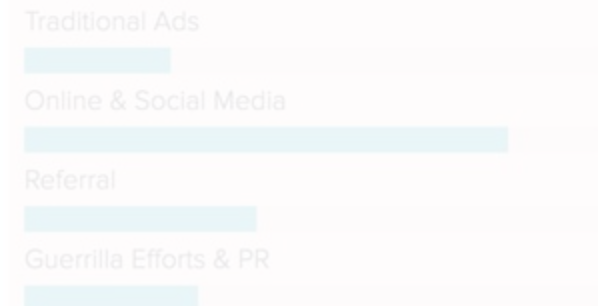 Traditional Ads
Online & Social Media
Referral
Guerrilla Efforts & PR